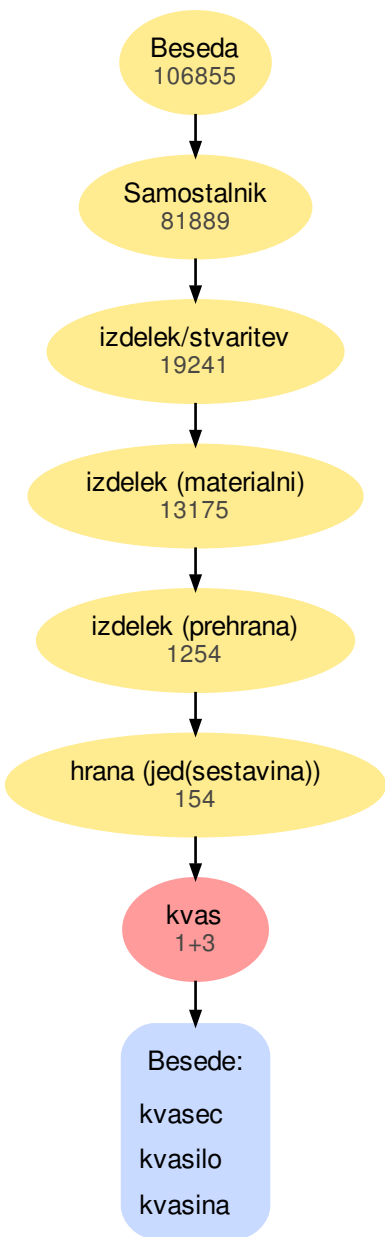 Beseda
106855
Samostalnik
81889
izdelek/stvaritev
19241
izdelek (materialni)
13175
izdelek (prehrana)
1254
hrana (jed(sestavina))
154
kvas
1+3
Besede:
kvasec
kvasilo
kvasina